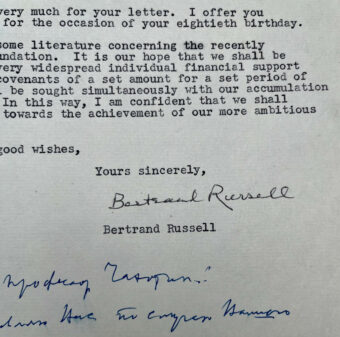 very much for your letter. I offer you
for the occasion of your eightieth birthday.
some literature concerning the recently
undation. It is our hope that we shall be
very widespread individual financial support
covenants of a set amount for a set period of
l be sought simultaneously with our accumulation
In this way, I am confident that we shall
towards the achievement of our more ambitious
good wishes,
Yours sincerely,
Bertrand Russell
Bertrand Russell